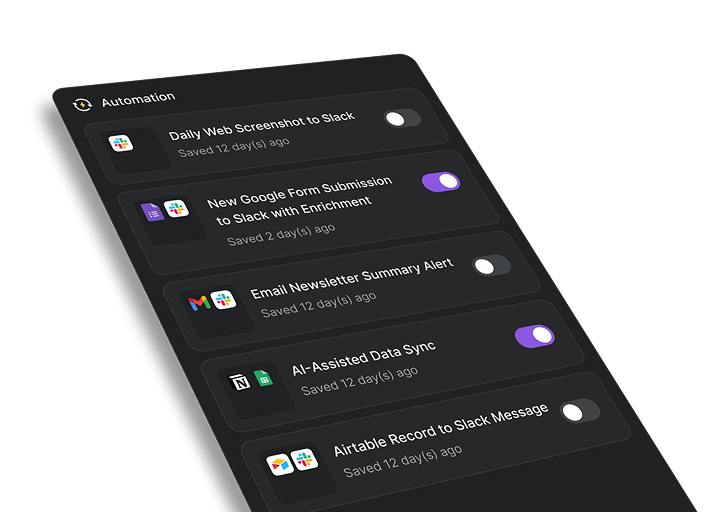 Automation
Daily Web Screenshot to Slack
Saved 12 day(s) ago
New Google Form Submission
to Slack with Enrichment
Saved 2 day(s) ago
Email Newsletter Summary Alert
Saved 12 day(s) ago
AI-Assisted Data Sync
Saved 12 day(s) ago
Airtable Record to Slack Message
Saved 12 day(s) ago